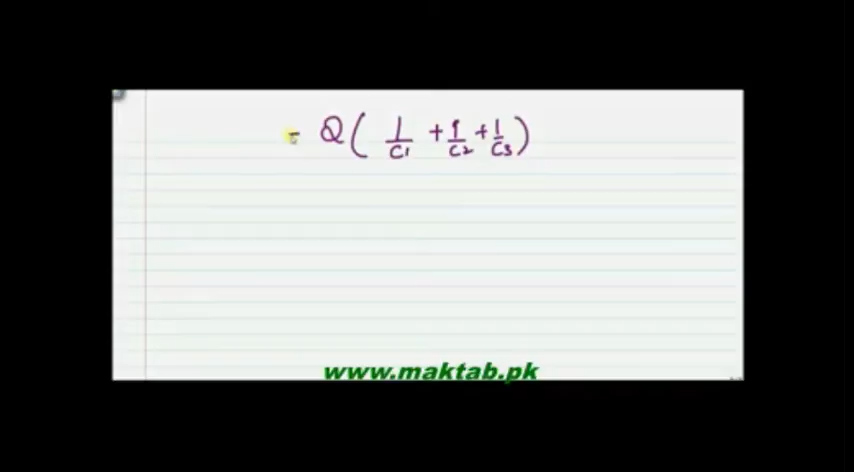 = Q( 1/C1 + 1/C2 + 1/C3 )
www.maktab.pk